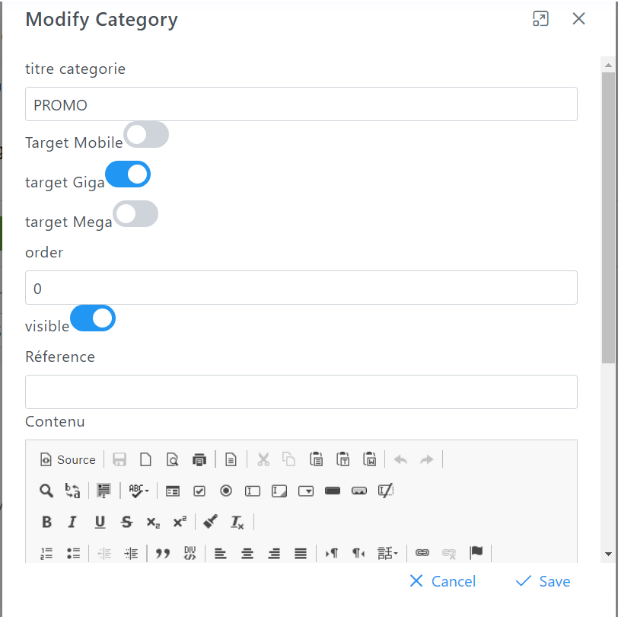 Modify Category
titre categorie
PROMO
Target Mobile
target Giga
target Mega
order
0
visible
Réference
Contenu
Source
Cancel
Save